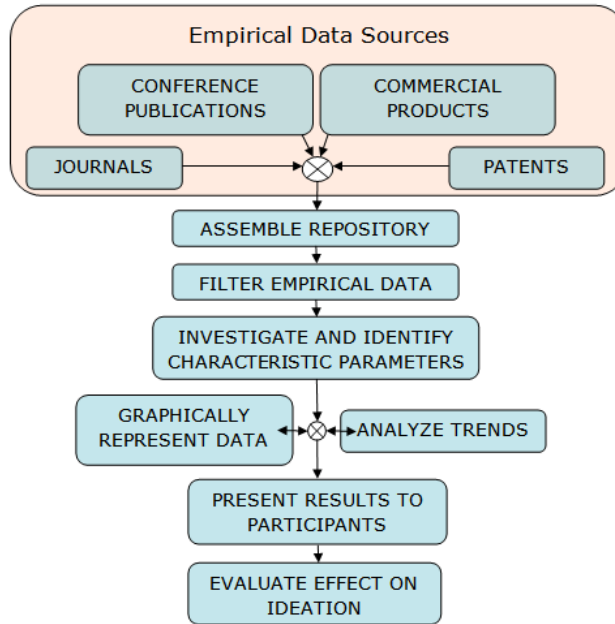 Empirical Data Sources
CONFERENCE
PUBLICATIONS
COMMERCIAL
PRODUCTS
JOURNALS
PATENTS
ASSEMBLE REPOSITORY
FILTER EMPIRICAL DATA
INVESTIGATE AND IDENTIFY
CHARACTERISTIC PARAMETERS
GRAPHICALLY
REPRESENT DATA
ANALYZE TRENDS
PRESENT RESULTS TO
PARTICIPANTS
EVALUATE EFFECT ON
IDEATION